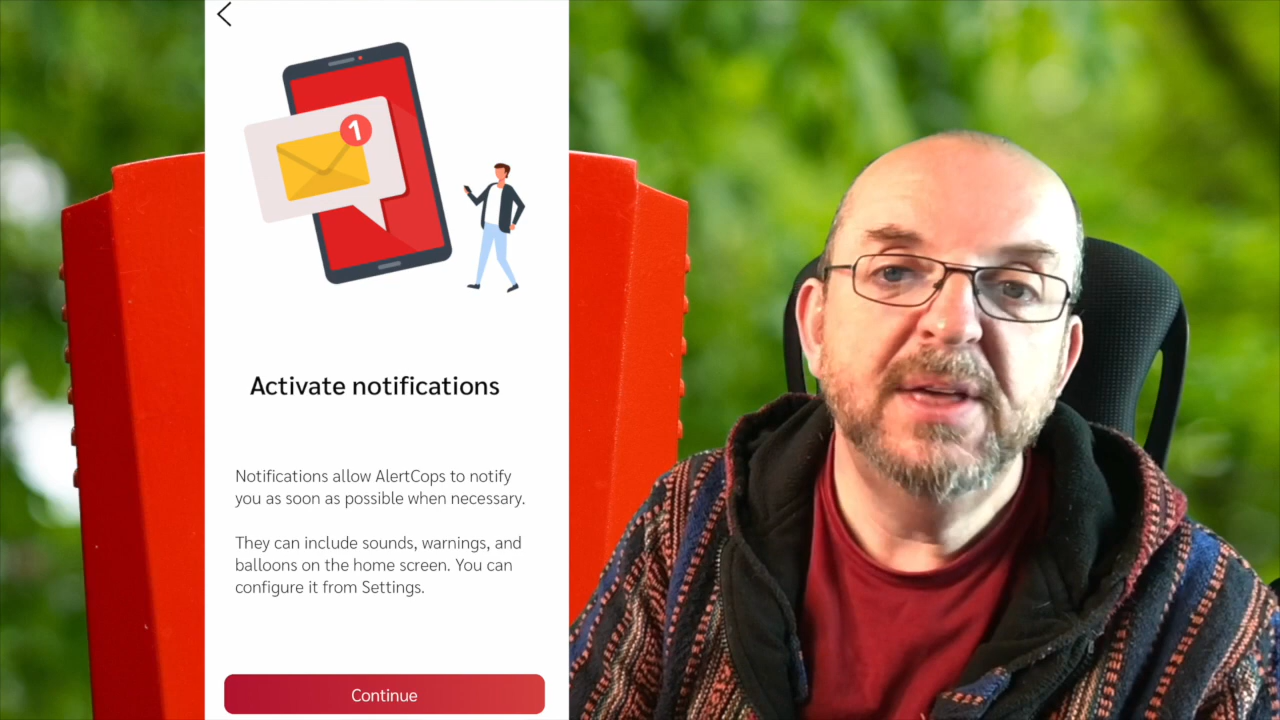 1
Activate notifications
Notifications allow AlertCops to notify
you as soon as possible when necessary.
They can include sounds, warnings, and
balloons on the home screen. You can
configure it from Settings.
Continue